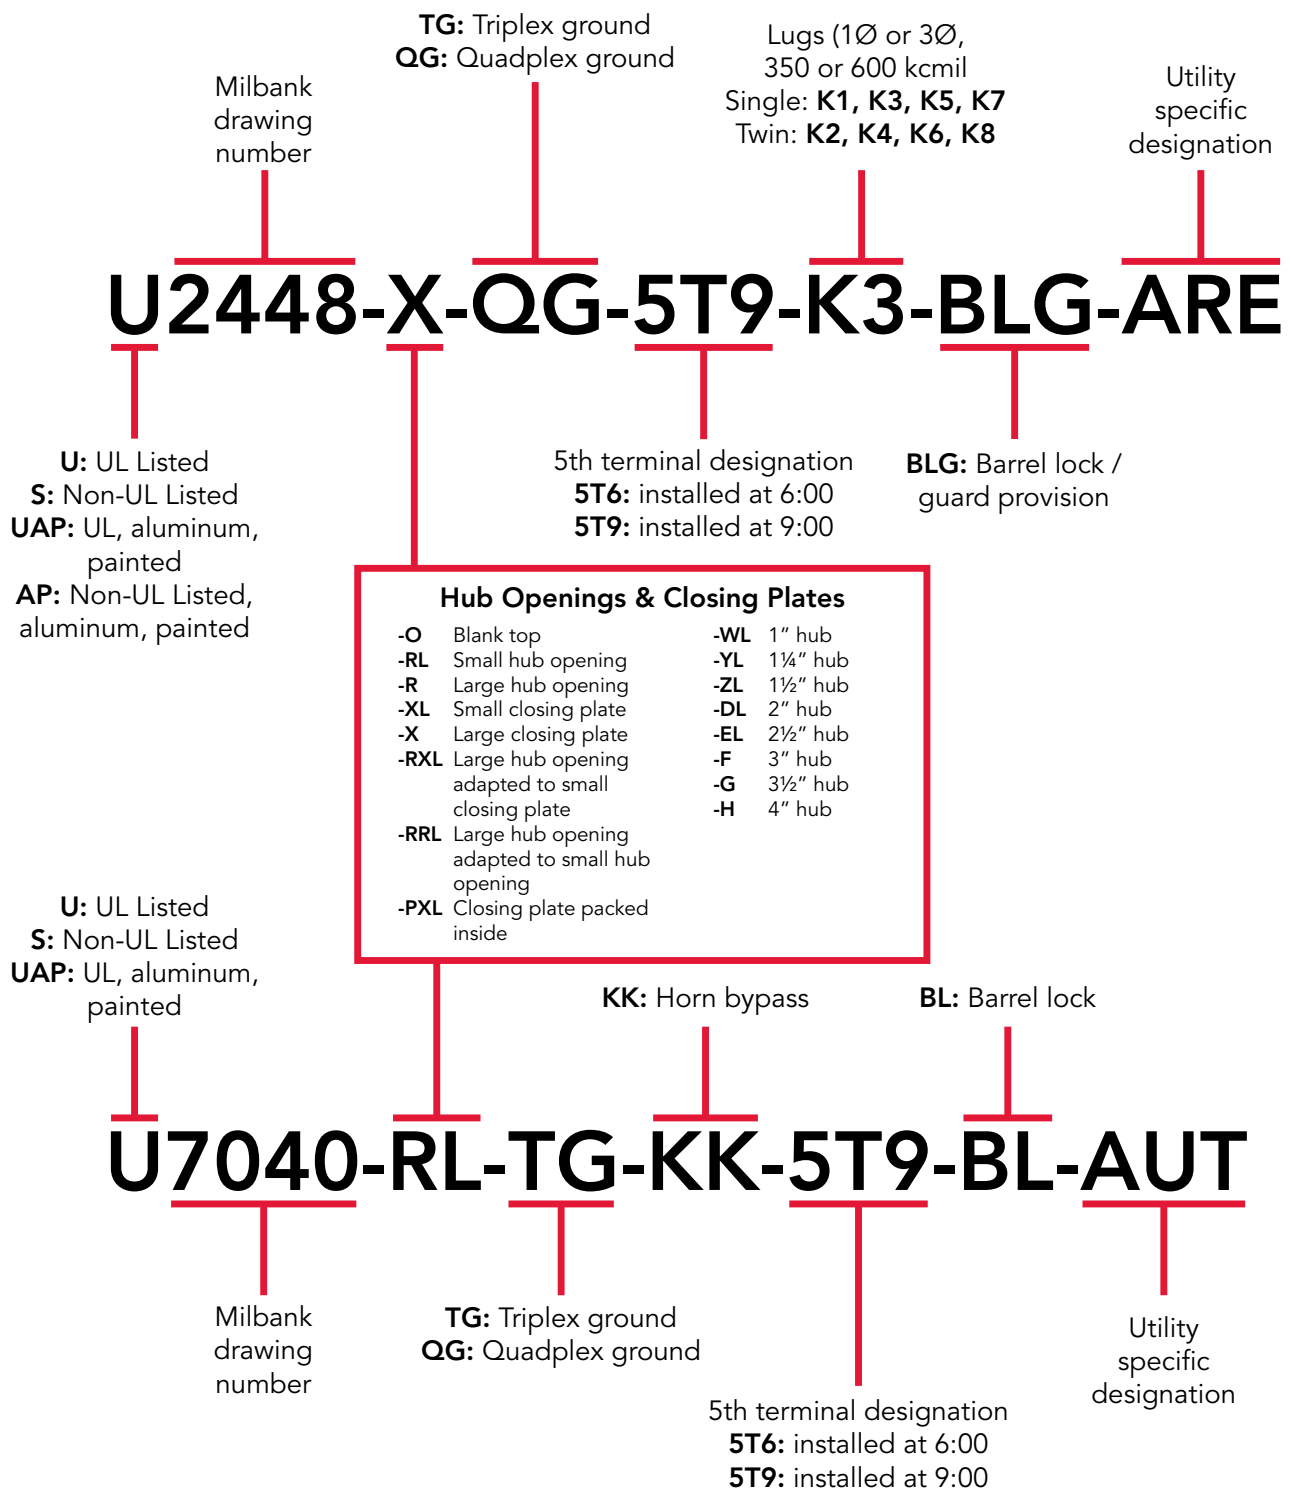 TG: Triplex ground
QG: Quadplex ground
Lugs (1Ø or 3Ø,
350 or 600 kcmil
Single: K1, K3, K5, K7
Twin: K2, K4, K6, K8
Utility
specific
designation
Milbank
drawing
number
U2448-X-QG-5T9-K3-BLG-ARE
U: UL Listed
S: Non-UL Listed
UAP: UL, aluminum,
painted
AP: Non-UL Listed,
aluminum, painted
5th terminal designation
5T6: installed at 6:00
5T9: installed at 9:00
BLG: Barrel lock /
guard provision
Hub Openings & Closing Plates
-O Blank top
-RL Small hub opening
-R Large hub opening
-XL Small closing plate
-X Large closing plate
-RXL Large hub opening
adapted to small
closing plate
-RRL Large hub opening
adapted to small hub
opening
-PXL Closing plate packed
inside
-WL 1” hub
-YL 1¼” hub
-ZL 1½” hub
-DL 2” hub
-EL 2½” hub
-F 3” hub
-G 3½” hub
-H 4” hub
U: UL Listed
S: Non-UL Listed
UAP: UL, aluminum,
painted
KK: Horn bypass
BL: Barrel lock
U7040-RL-TG-KK-5T9-BL-AUT
Milbank
drawing
number
TG: Triplex ground
QG: Quadplex ground
5th terminal designation
5T6: installed at 6:00
5T9: installed at 9:00
Utility
specific
designation